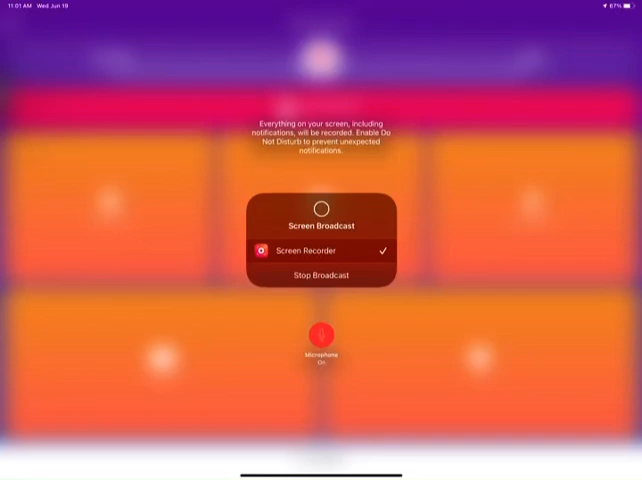 11:01 AM Wed Jun 19
67%
Everything on your screen, including
notifications, will be recorded. Enable Do
Not Disturb to prevent unexpected
notifications.
Screen Broadcast
Screen Recorder
Stop Broadcast
Microphone
On